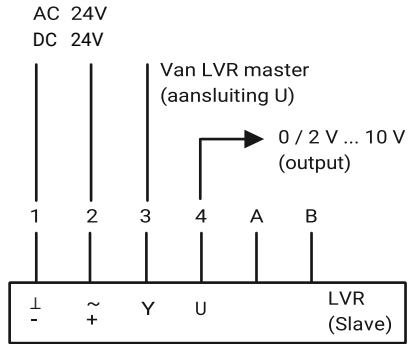 AC 24V
DC 24V
Van LVR master
(aansluiting U)
0 / 2 V ... 10 V
(output)
1 2 3 4 A B
⊥ ~ Y U
- +
LVR
(Slave)